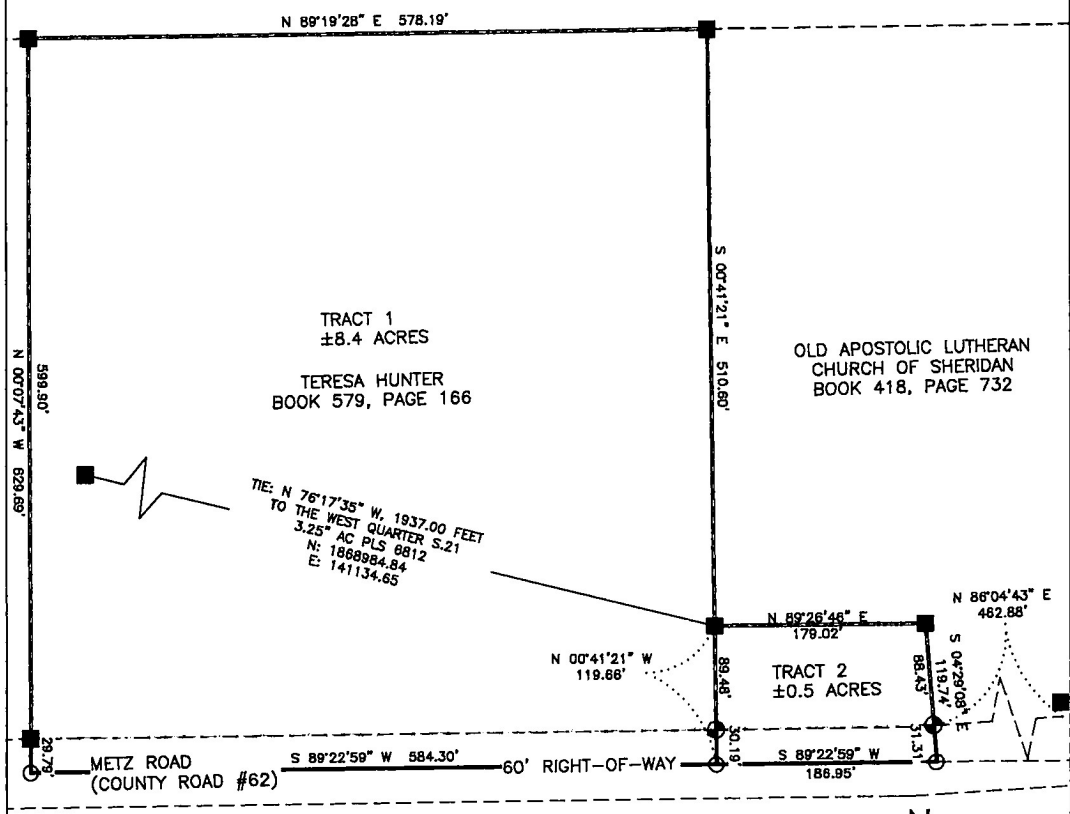 N 89°19'28" E 578.19'
TRACT 1
±8.4 ACRES
TERESA HUNTER
BOOK 579, PAGE 166
OLD APOSTOLIC LUTHERAN
CHURCH OF SHERIDAN
BOOK 418, PAGE 732
S 00°41'21" E 510.60'
599.90'
N 00°07'43" W 629.69'
TIE: N 76°17'35" W, 1937.00 FEET
TO THE WEST QUARTER S.21
3.25" AC PLS 6812
N: 1868984.84
E: 141134.65
N 86°04'43" E
462.88'
N 89°26'46" E
179.02'
N 00°41'21" W
119.66'
89.46'
TRACT 2
±0.5 ACRES
88.43'
S 04°29'08" E
119.74'
30.19'
31.31'
29.79'
METZ ROAD
(COUNTY ROAD #62)
S 89°22'59" W 584.30'
60' RIGHT-OF-WAY
S 89°22'59" W
186.95'